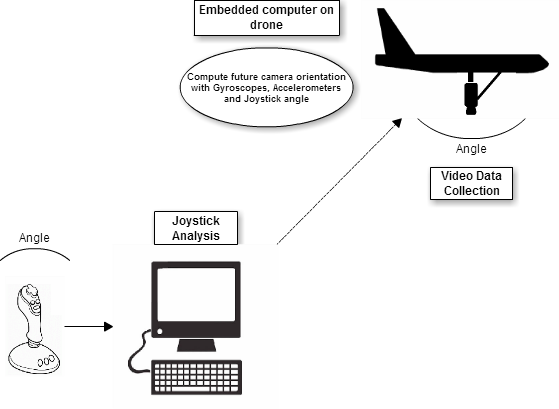 Embedded computer on
drone
Compute future camera orientation
with Gyroscopes, Accelerometers
and Joystick angle
Angle
Video Data
Collection
Joystick
Analysis
Angle